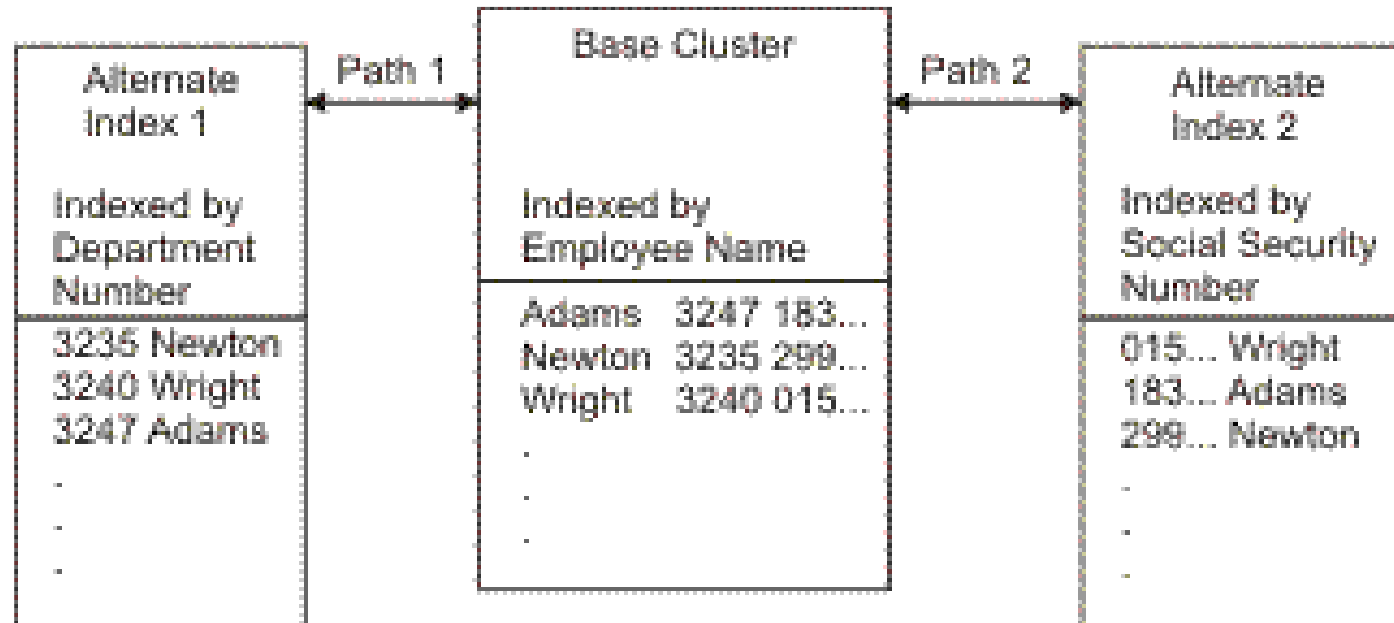 Alternate
Index 1
Indexed by
Department
Number
3235 Newton
3240 Wright
3247 Adams
.
.
.
Path 1
Base Cluster
Indexed by
Employee Name
Adams 3247 183...
Newton 3235 299...
Wright 3240 015...
.
.
.
Path 2
Alternate
Index 2
Indexed by
Social Security
Number
015... Wright
183... Adams
299... Newton
.
.
.